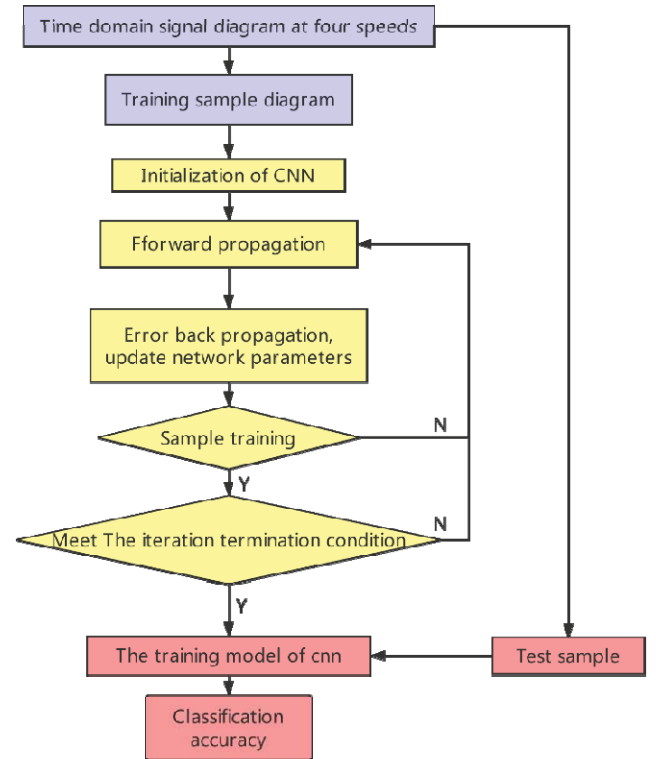 Time domain signal diagram at four speeds
Training sample diagram
Initialization of CNN
Fforward propagation
Error back propagation,
update network parameters
Sample training
N
Y
Meet The iteration termination condition
N
Y
The training model of cnn
Test sample
Classification
accuracy